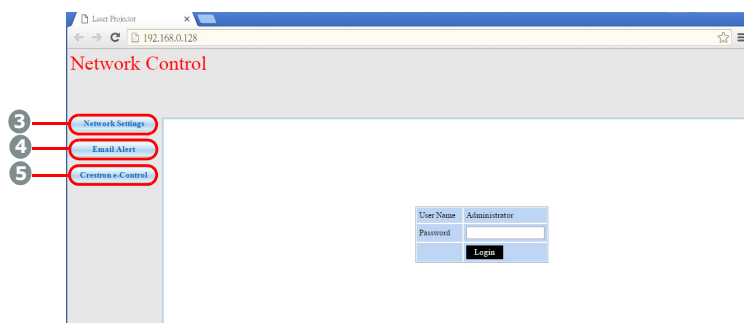 Laser Projector
192.168.0.128
Network Control
3 Network Settings
4 Email Alert
5 Crestron e-Control
User Name Administrator
Password
Login